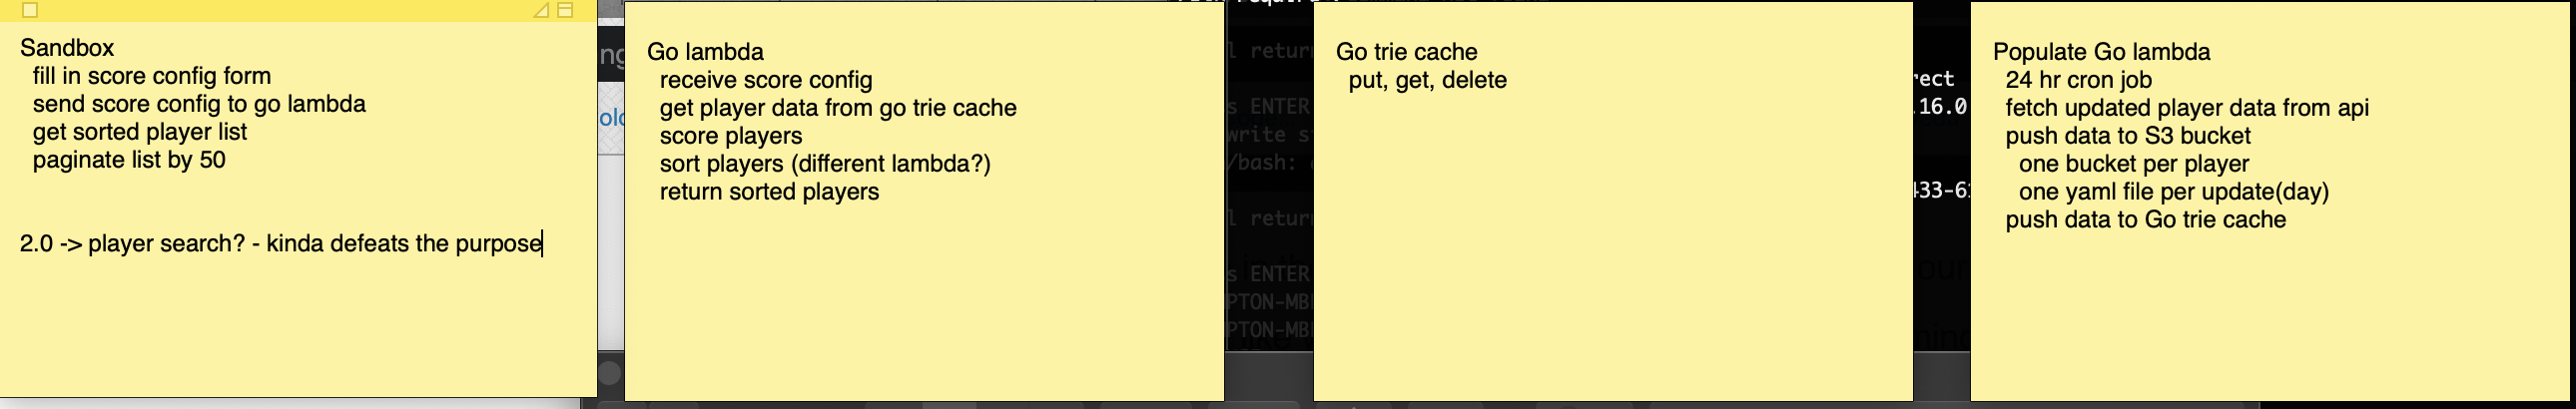 Sandbox
fill in score config form
send score config to go lambda
get sorted player list
paginate list by 50
2.0 -> player search? - kinda defeats the purpose
Go lambda
receive score config
get player data from go trie cache
score players
sort players (different lambda?)
return sorted players
Go trie cache
put, get, delete
Populate Go lambda
24 hr cron job
fetch updated player data from api
push data to S3 bucket
one bucket per player
one yaml file per update(day)
push data to Go trie cache
ng
old
l return
s ENTER
write s
/bash:
l return
s ENTER
PTON-MB
PTON-MB
rect
.16.0
433-6